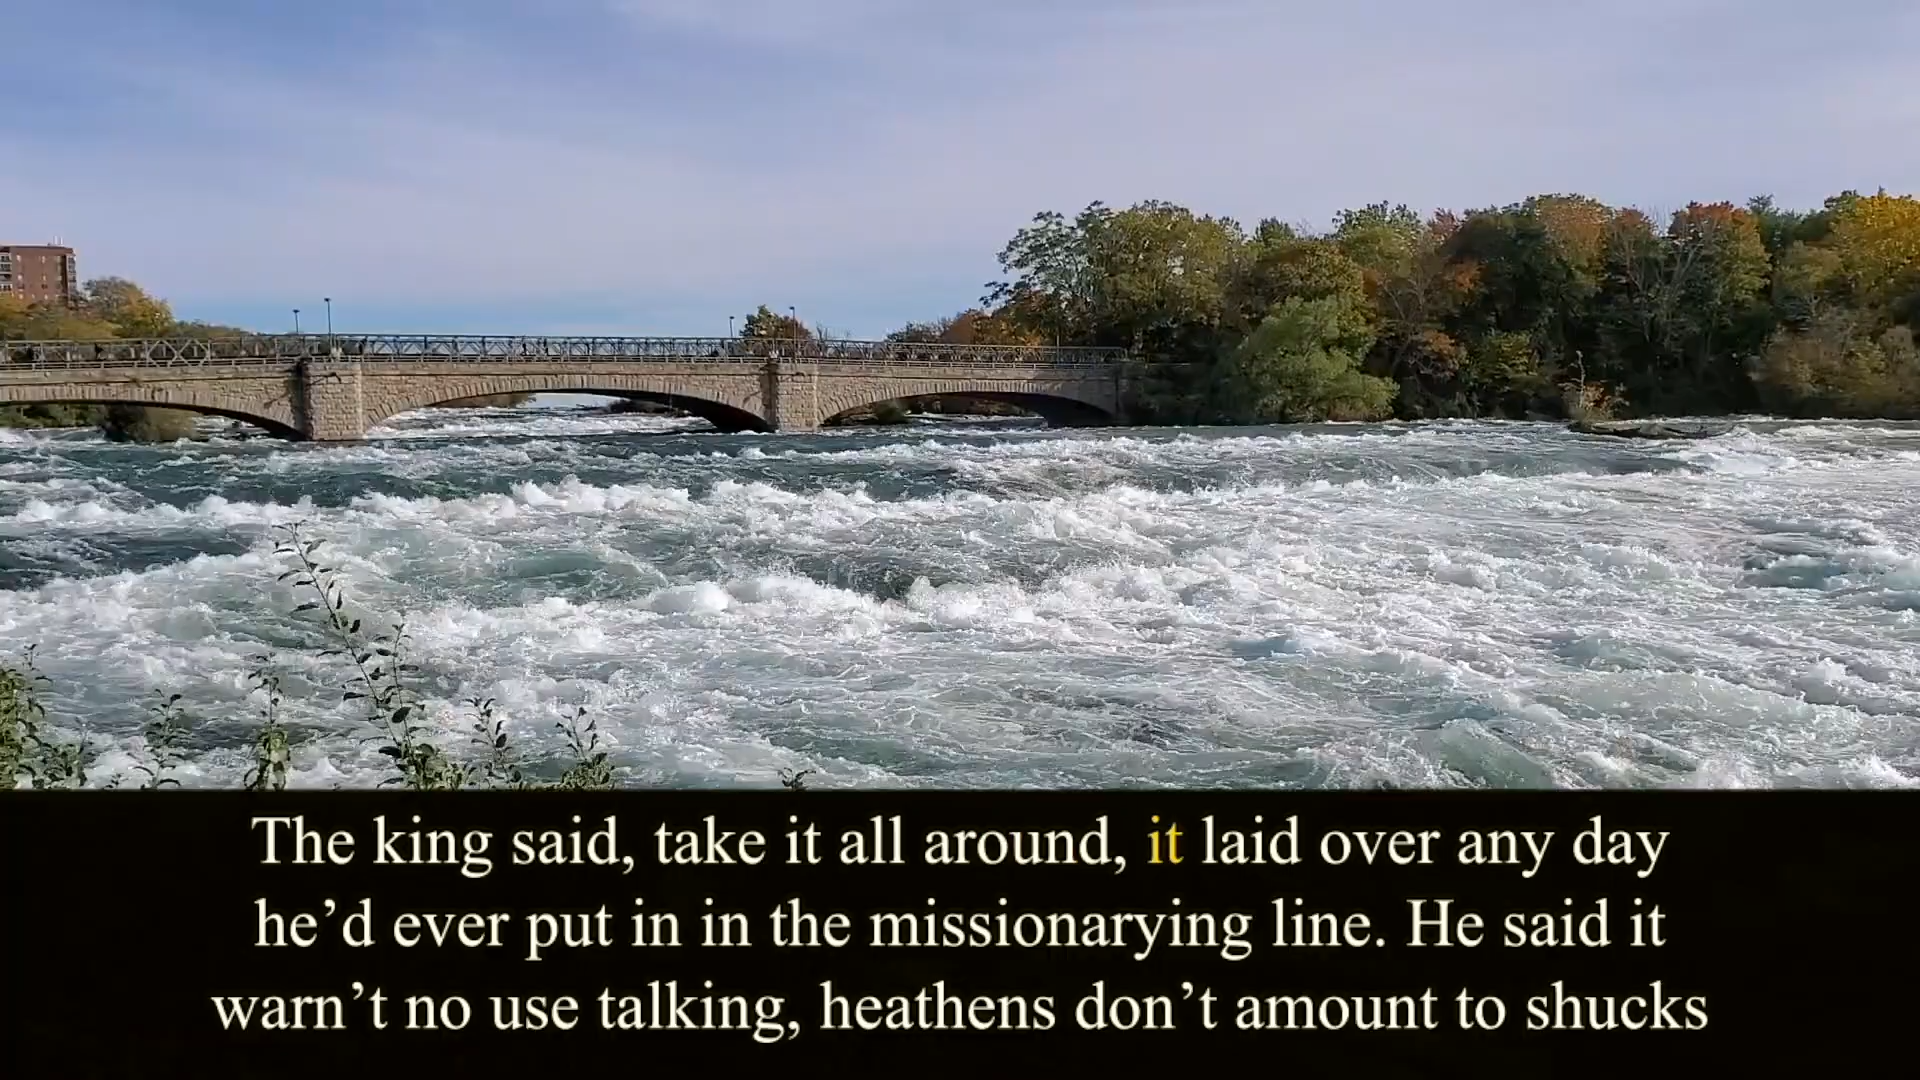 The king said, take it all around, it laid over any day
he’d ever put in in the missionarying line. He said it
warn’t no use talking, heathens don’t amount to shucks